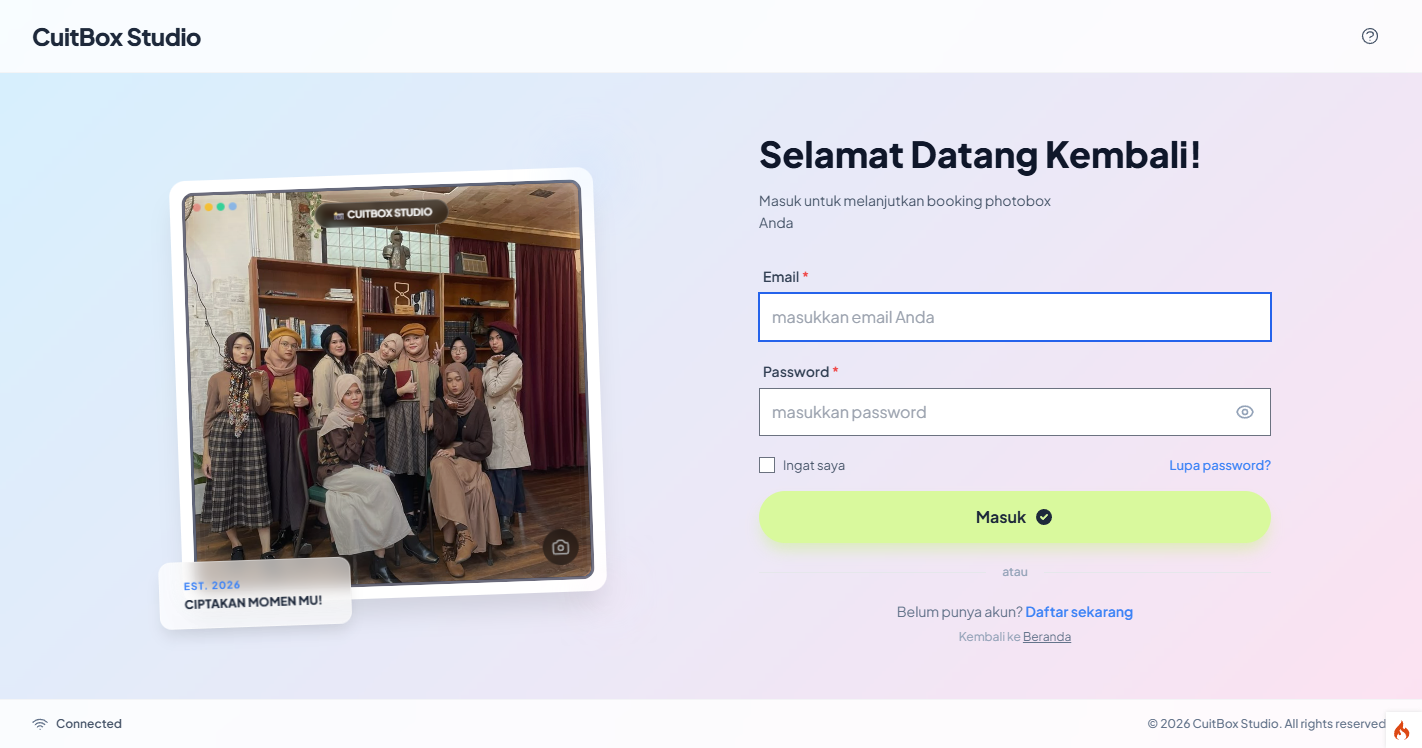 CuitBox Studio
CUITBOX STUDIO
EST. 2026
CIPTAKAN MOMEN MU!
Selamat Datang Kembali!
Masuk untuk melanjutkan booking photobox
Anda
Email *
masukkan email Anda
Password *
masukkan password
Ingat saya
Lupa password?
Masuk
atau
Belum punya akun? Daftar sekarang
Kembali ke Beranda
Connected
© 2026 CuitBox Studio. All rights reserved